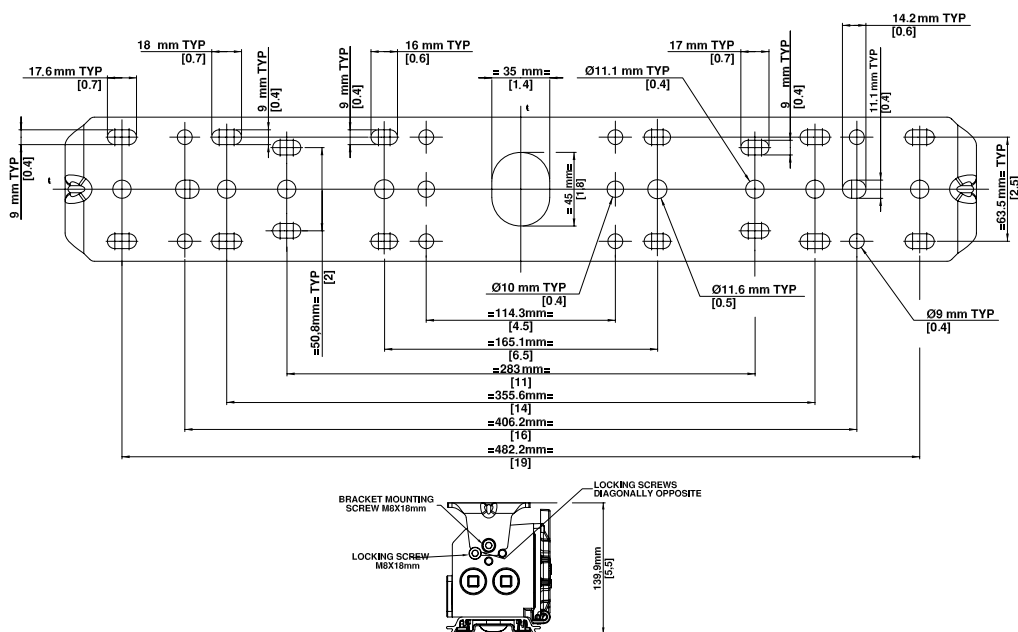 14.2 mm TYP
[0.4]
18 mm TYP
[0.7]
16 mm TYP
[0.6]
= 35 mm=
[1.4]
17 mm TYP
[0.7]
17.6 mm TYP
[0.7]
9 mm TYP
[0.4]
9 mm TYP
[0.4]
Ø11.1 mm TYP
[0.4]
9 mm TYP
[0.4]
11.1 mm TYP
[0.4]
9 mm TYP
[0.4]
= 45 mm=
[1.8]
=63.5mm= TYP
[2.5]
=50,8mm= TYP
[2]
Ø10 mm TYP
[0.4]
Ø11.6 mm TYP
[0.5]
Ø9 mm TYP
[0.4]
=114.3mm=
[4.5]
=165.1mm=
[6.5]
=283mm=
[11]
=355.6mm=
[14]
=406.2mm=
[16]
=482.2mm=
[19]
BRACKET MOUNTING
SCREW M8X18mm
LOCKING SCREWS
DIAGONALLY OPPOSITE
LOCKING SCREW
M8X18mm
139,9mm
[5,5]